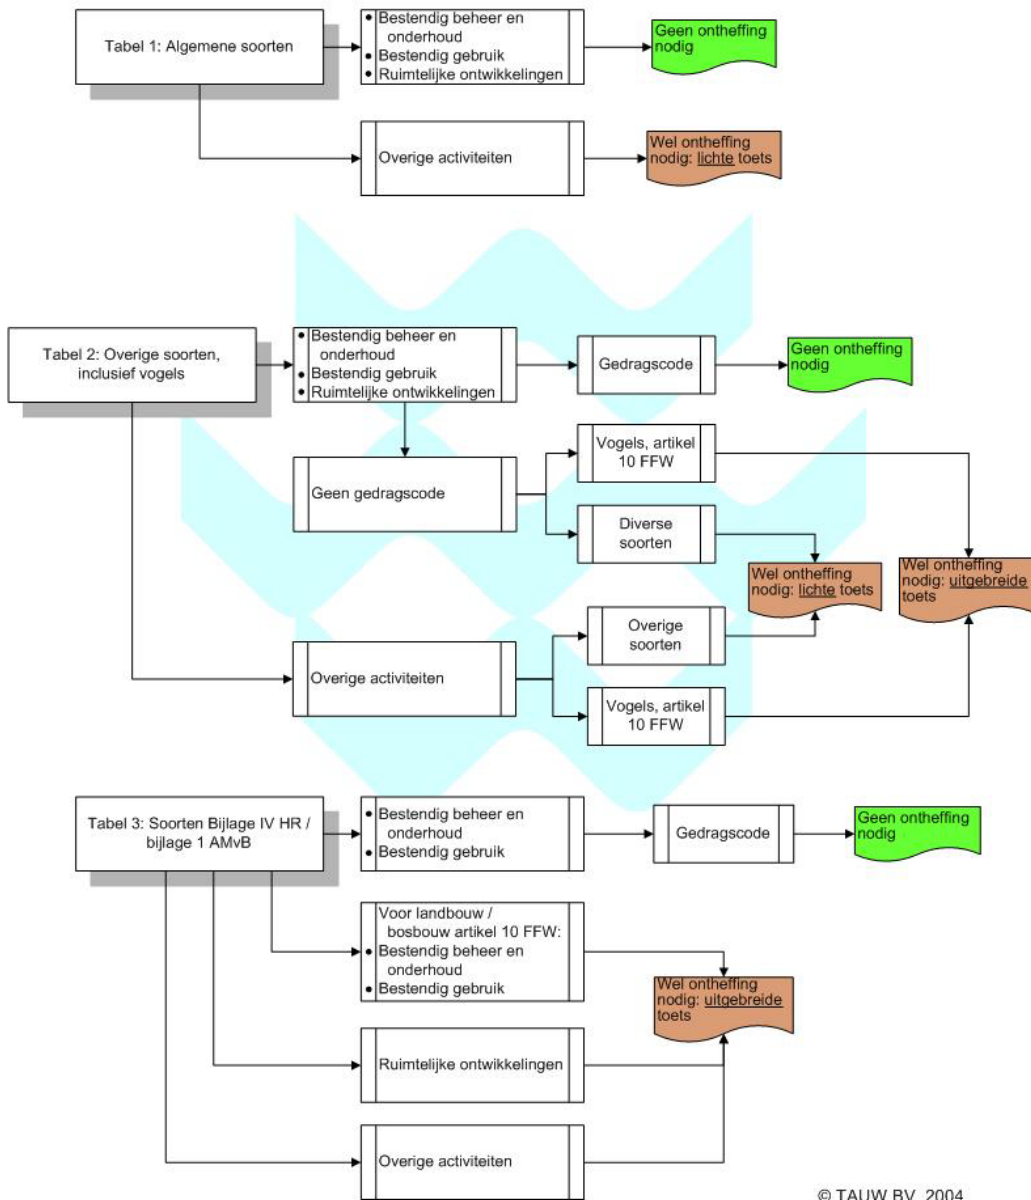 Tabel 1: Algemene soorten
• Bestendig beheer en
onderhoud
• Bestendig gebruik
• Ruimtelijke ontwikkelingen
Geen ontheffing
nodig
Overige activiteiten
Wel ontheffing
nodig: lichte toets
Tabel 2: Overige soorten,
inclusief vogels
• Bestendig beheer en
onderhoud
• Bestendig gebruik
• Ruimtelijke ontwikkelingen
Gedragscode
Geen ontheffing
nodig
Geen gedragscode
Vogels, artikel
10 FFW
Diverse
soorten
Wel ontheffing
nodig: lichte toets
Wel ontheffing
nodig: uitgebreide
toets
Overige activiteiten
Overige
soorten
Vogels, artikel
10 FFW
Tabel 3: Soorten Bijlage IV HR /
bijlage 1 AMvB
• Bestendig beheer en
onderhoud
• Bestendig gebruik
Gedragscode
Geen ontheffing
nodig
Voor landbouw /
bosbouw artikel 10 FFW:
• Bestendig beheer en
onderhoud
• Bestendig gebruik
Wel ontheffing
nodig: uitgebreide
toets
Ruimtelijke ontwikkelingen
Overige activiteiten
© TAUW BV, 2004